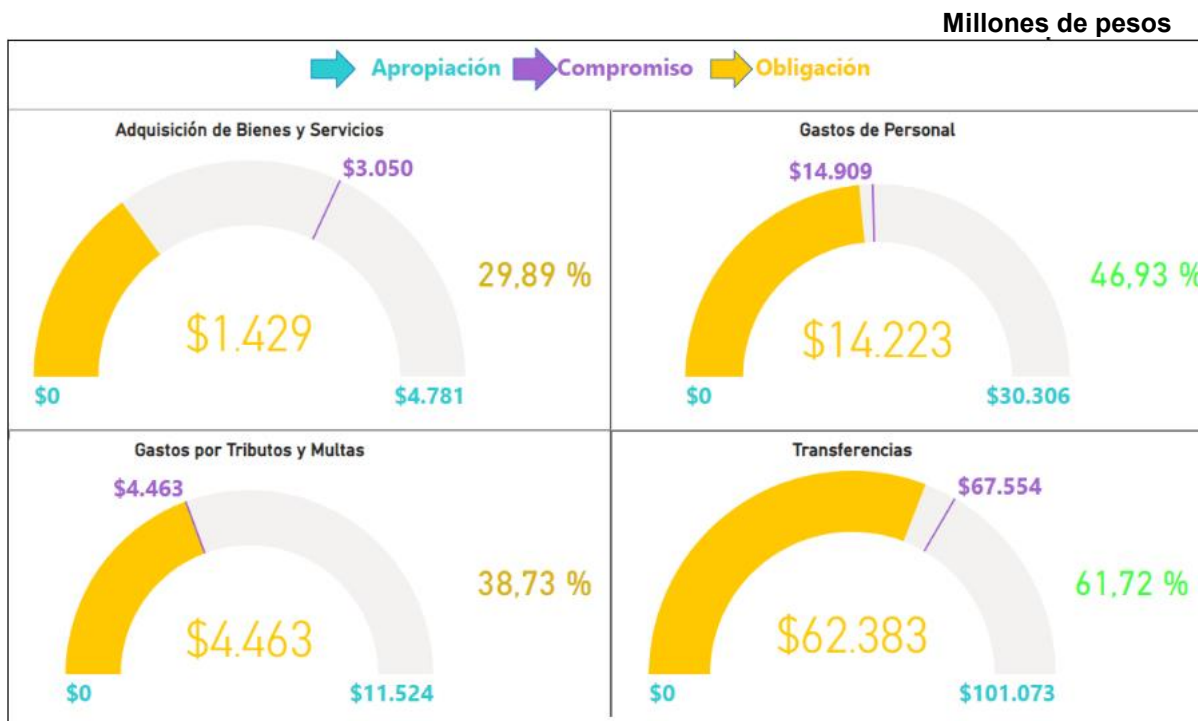 Millones de pesos
Apropiación Compromiso Obligación
Adquisición de Bienes y Servicios
$3.050
29,89 %
$1.429
$0 $4.781
Gastos de Personal
$14.909
46,93 %
$14.223
$0 $30.306
Gastos por Tributos y Multas
$4.463
38,73 %
$4.463
$0 $11.524
Transferencias
$67.554
61,72 %
$62.383
$0 $101.073